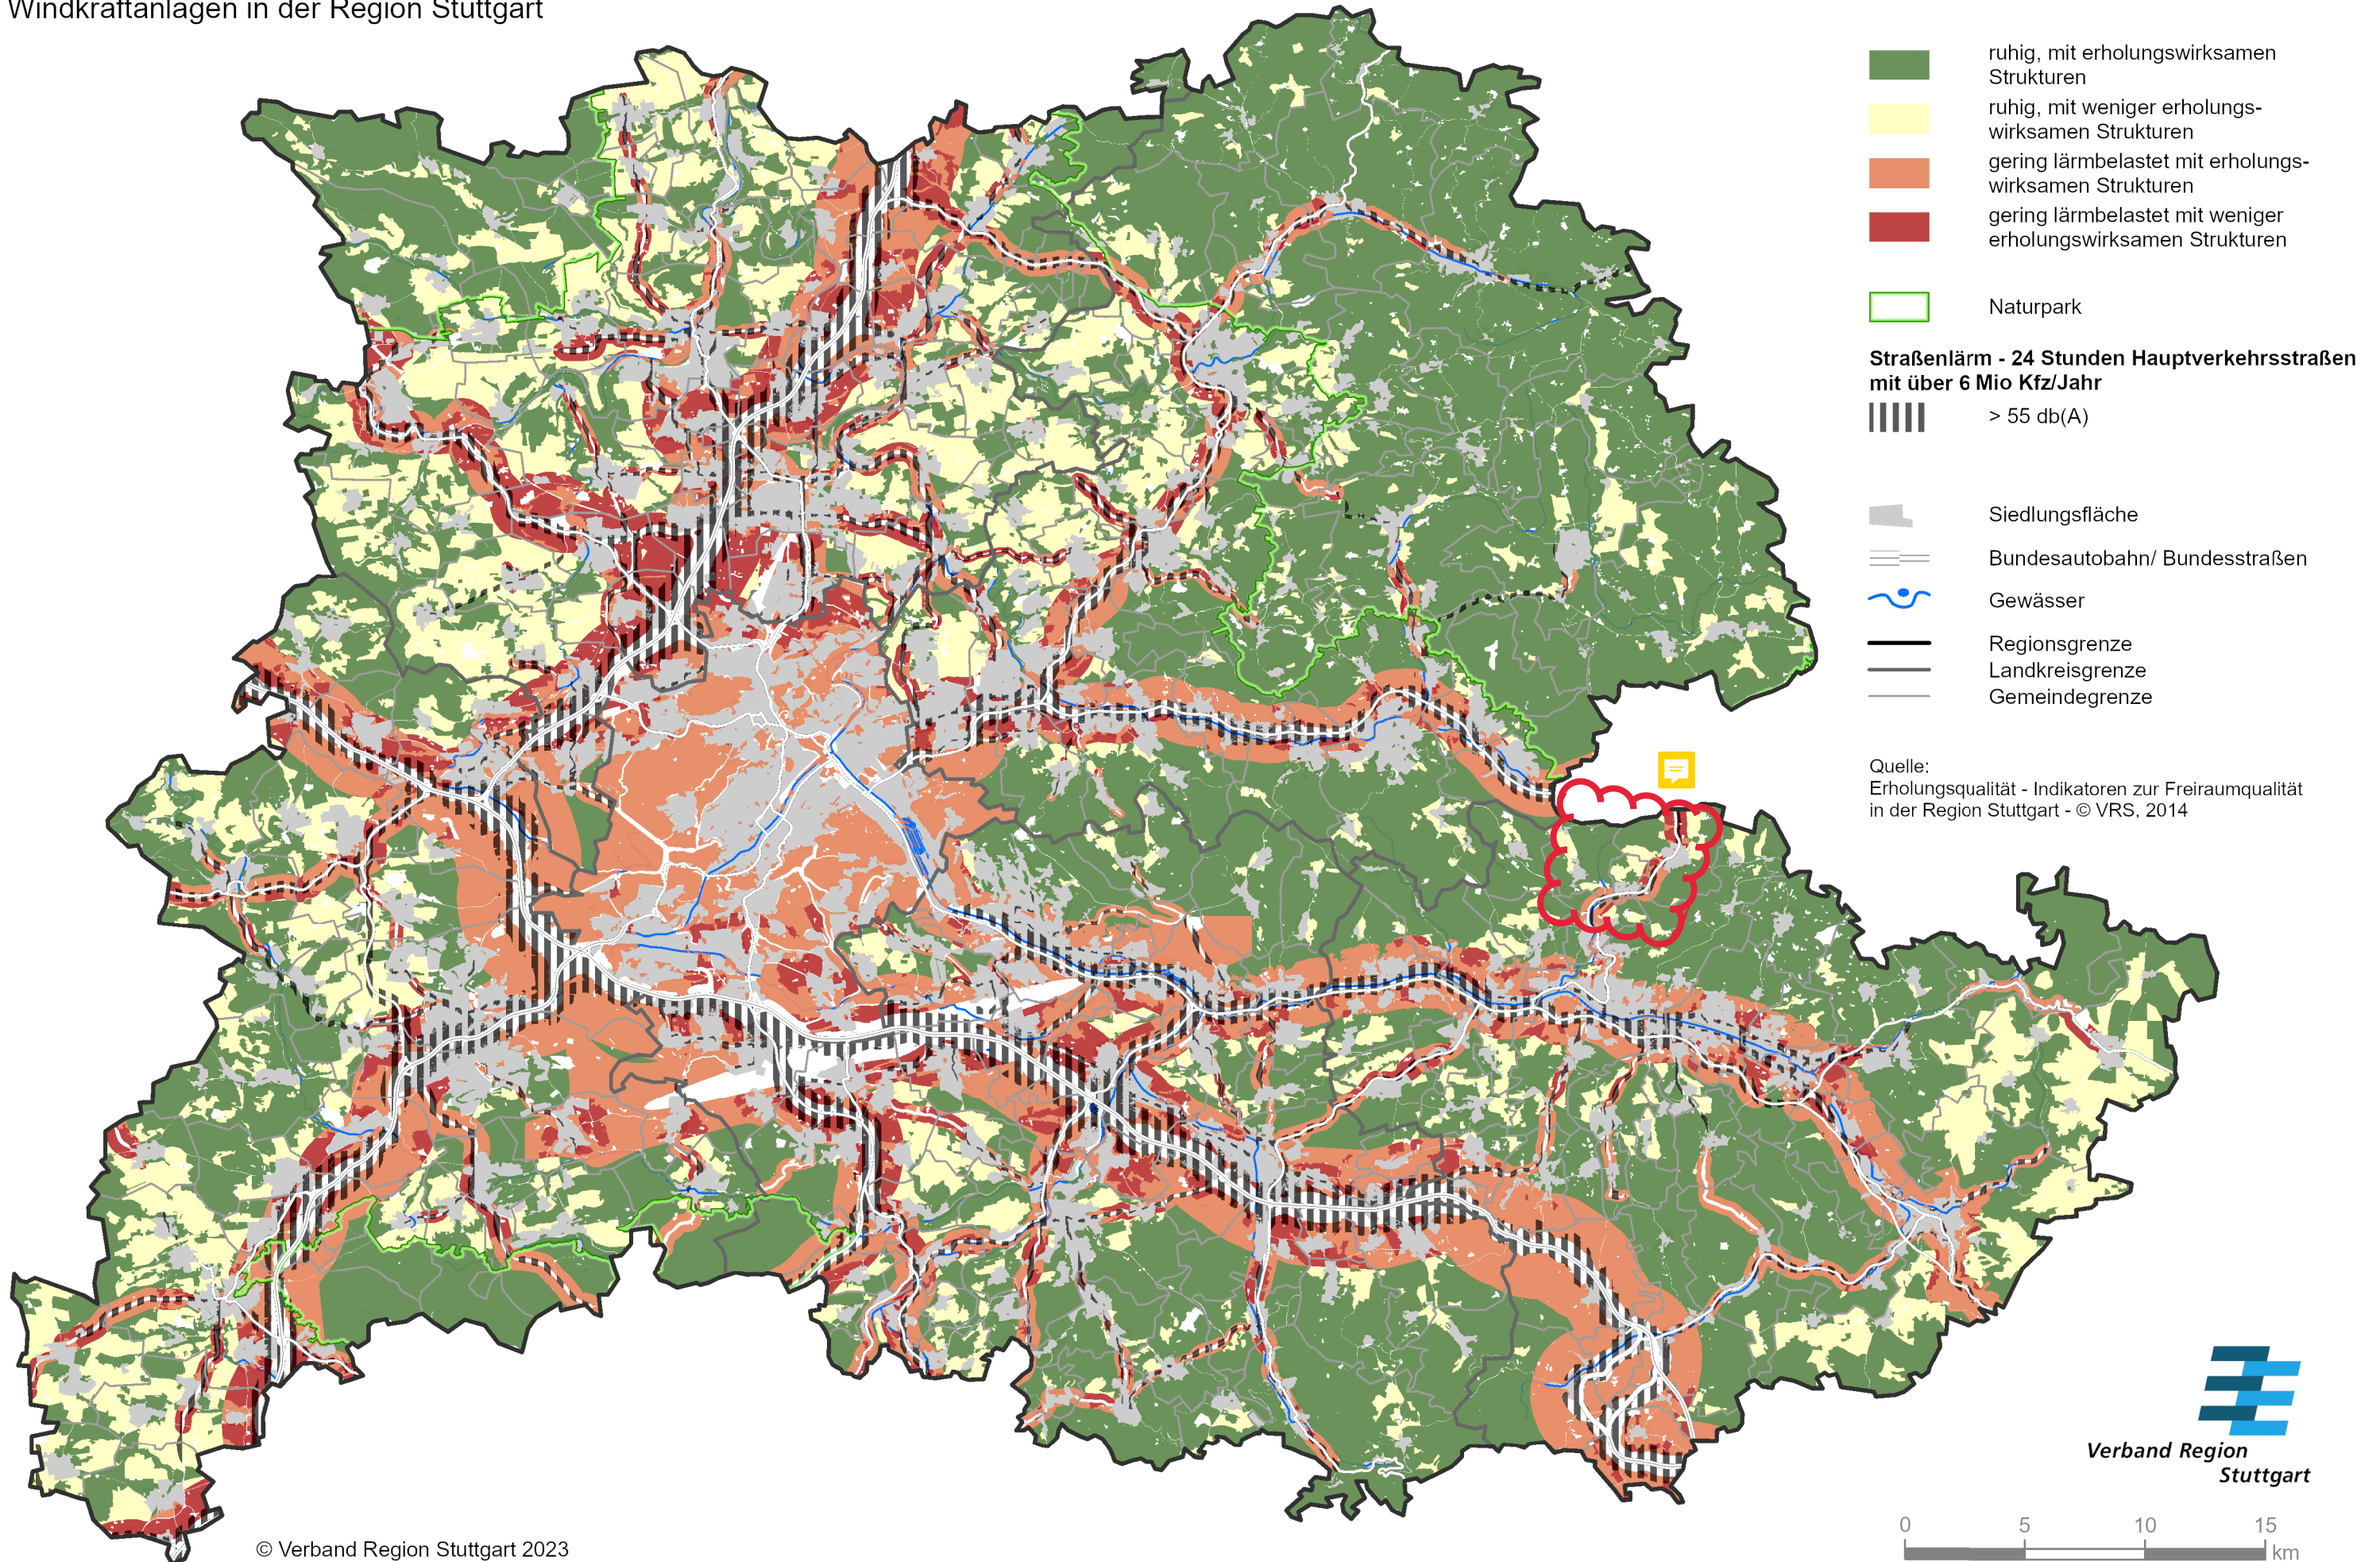 Windkraftanlagen in der Region Stuttgart
ruhig, mit erholungswirksamen
Strukturen
ruhig, mit weniger erholungs-
wirksamen Strukturen
gering lärmbelastet mit erholungs-
wirksamen Strukturen
gering lärmbelastet mit weniger
erholungswirksamen Strukturen
Naturpark
Straßenlärm - 24 Stunden Hauptverkehrsstraßen
mit über 6 Mio Kfz/Jahr
> 55 db(A)
Siedlungsfläche
Bundesautobahn/ Bundesstraßen
Gewässer
Regionsgrenze
Landkreisgrenze
Gemeindegrenze
Quelle:
Erholungsqualität - Indikatoren zur Freiraumqualität
in der Region Stuttgart - © VRS, 2014
Verband Region
Stuttgart
0 5 10 15
km
© Verband Region Stuttgart 2023